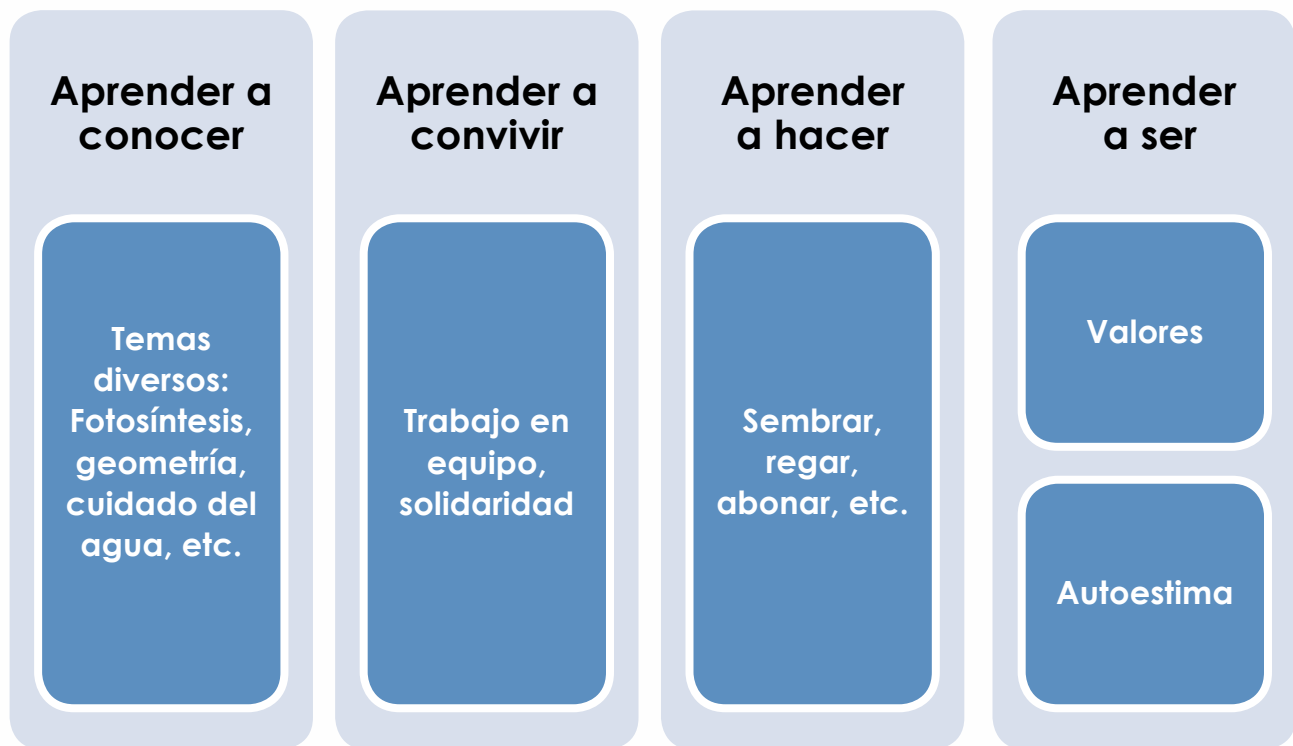 Aprender a
conocer
Temas
diversos:
Fotosíntesis,
geometría,
cuidado del
agua, etc.
Aprender a
convivir
Trabajo en
equipo,
solidaridad
Aprender
a hacer
Sembrar,
regar,
abonar, etc.
Aprender
a ser
Valores
Autoestima